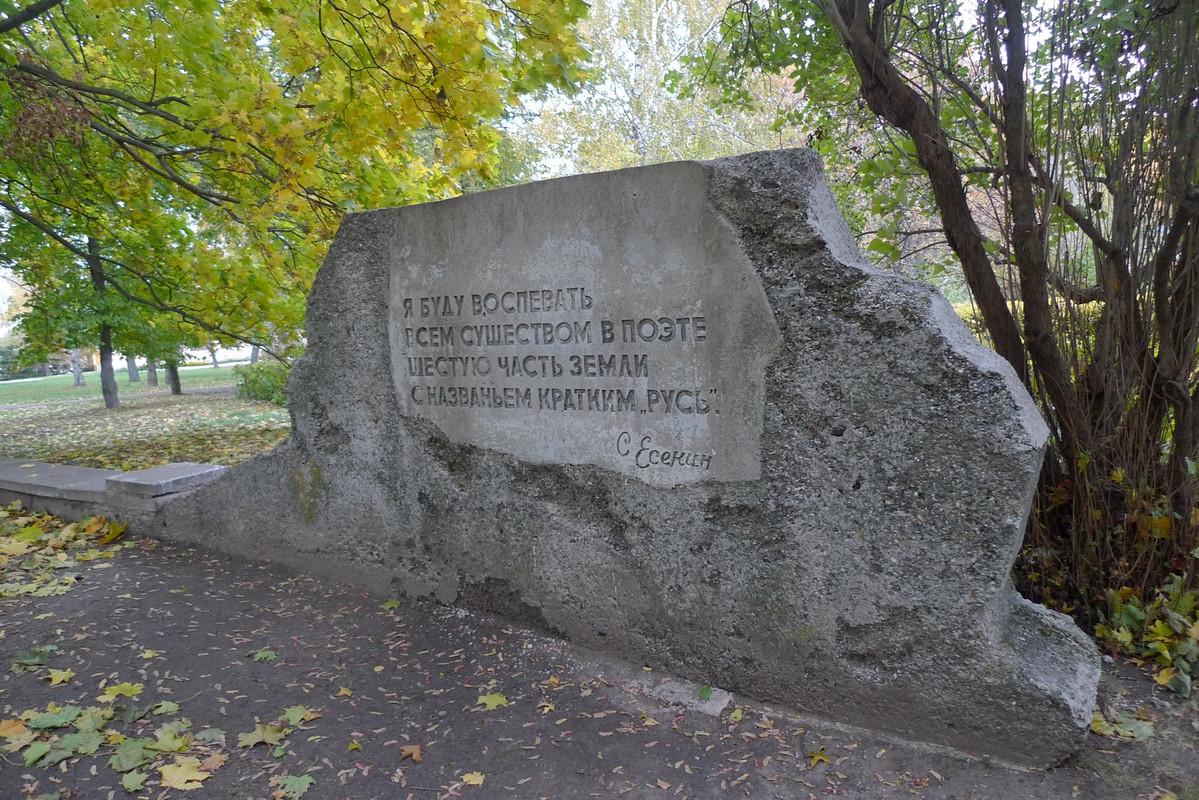 Я БУДУ ВОСПЕВАТЬ
ВСЕМ СУЩЕСТВОМ В ПОЭТЕ
ШЕСТУЮ ЧАСТЬ ЗЕМЛИ
С НАЗВАНЬЕМ КРАТКИМ „РУСЬ”.
С Есенин